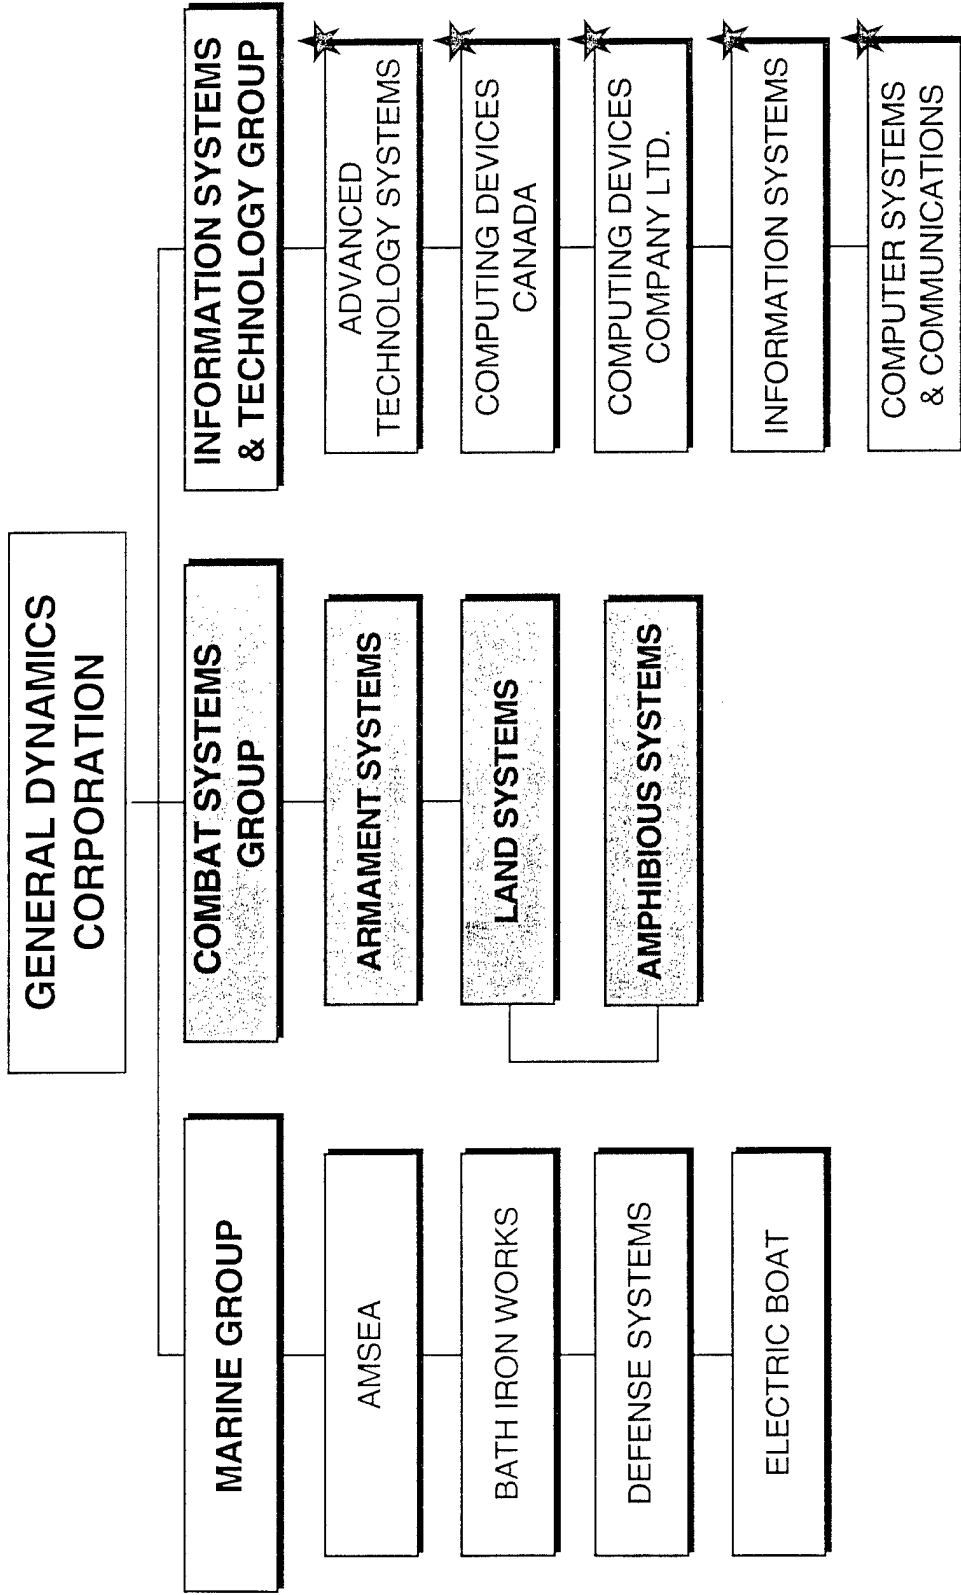 GENERAL DYNAMICS
CORPORATION
MARINE GROUP
AMSEA
BATH IRON WORKS
DEFENSE SYSTEMS
ELECTRIC BOAT
COMBAT SYSTEMS
GROUP
ARMAMENT SYSTEMS
LAND SYSTEMS
AMPHIBIOUS SYSTEMS
INFORMATION SYSTEMS
& TECHNOLOGY GROUP
ADVANCED
TECHNOLOGY SYSTEMS
COMPUTING DEVICES
CANADA
COMPUTING DEVICES
COMPANY LTD.
INFORMATION SYSTEMS
COMPUTER SYSTEMS
& COMMUNICATIONS